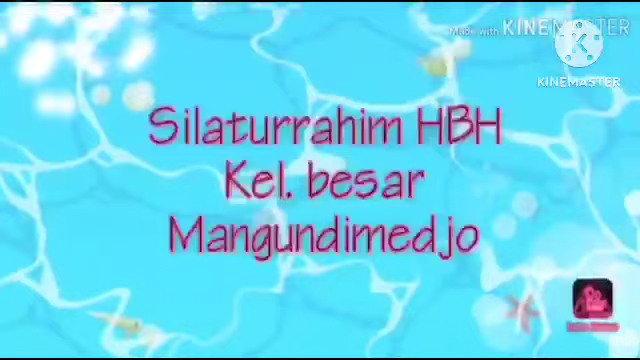 Made with KINEMASTER
KINEMASTER
Silaturrahim HBH
Kel. besar
Mangundimedjo